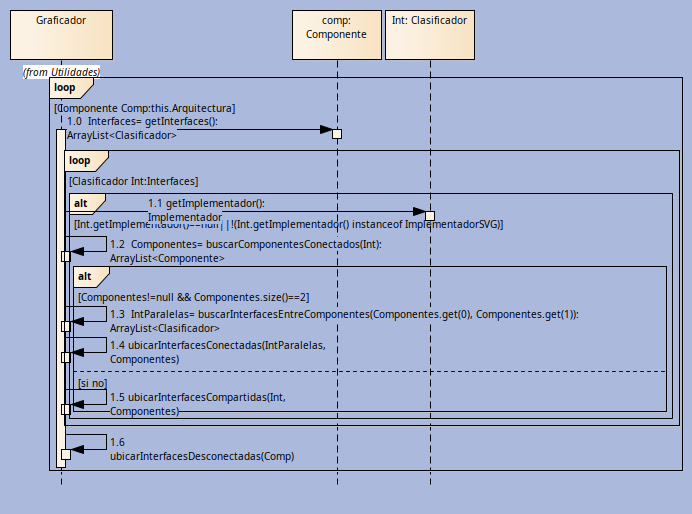 Graficador
comp:
Componente
Int: Clasificador
(from Utilidades)
loop
[Componente Comp:this.Arquitectura]
1.0 Interfaces= getInterfaces():
ArrayList<Clasificador>
loop
[Clasificador Int:Interfaces]
alt
1.1 getImplementador():
Implementador
[Int.getImplementador()==null||!(Int.getImplementador() instanceof ImplementadorSVG)]
1.2 Componentes= buscarComponentesConectados(Int):
ArrayList<Componente>
alt
[Componentes!=null && Componentes.size()==2]
1.3 IntParalelas= buscarInterfacesEntreComponentes(Componentes.get(0), Componentes.get(1)):
ArrayList<Clasificador>
1.4 ubicarInterfacesConectadas(IntParalelas,
Componentes)
[si no]
1.5 ubicarInterfacesCompartidas(Int,
Componentes)
1.6
ubicarInterfacesDesconectadas(Comp)